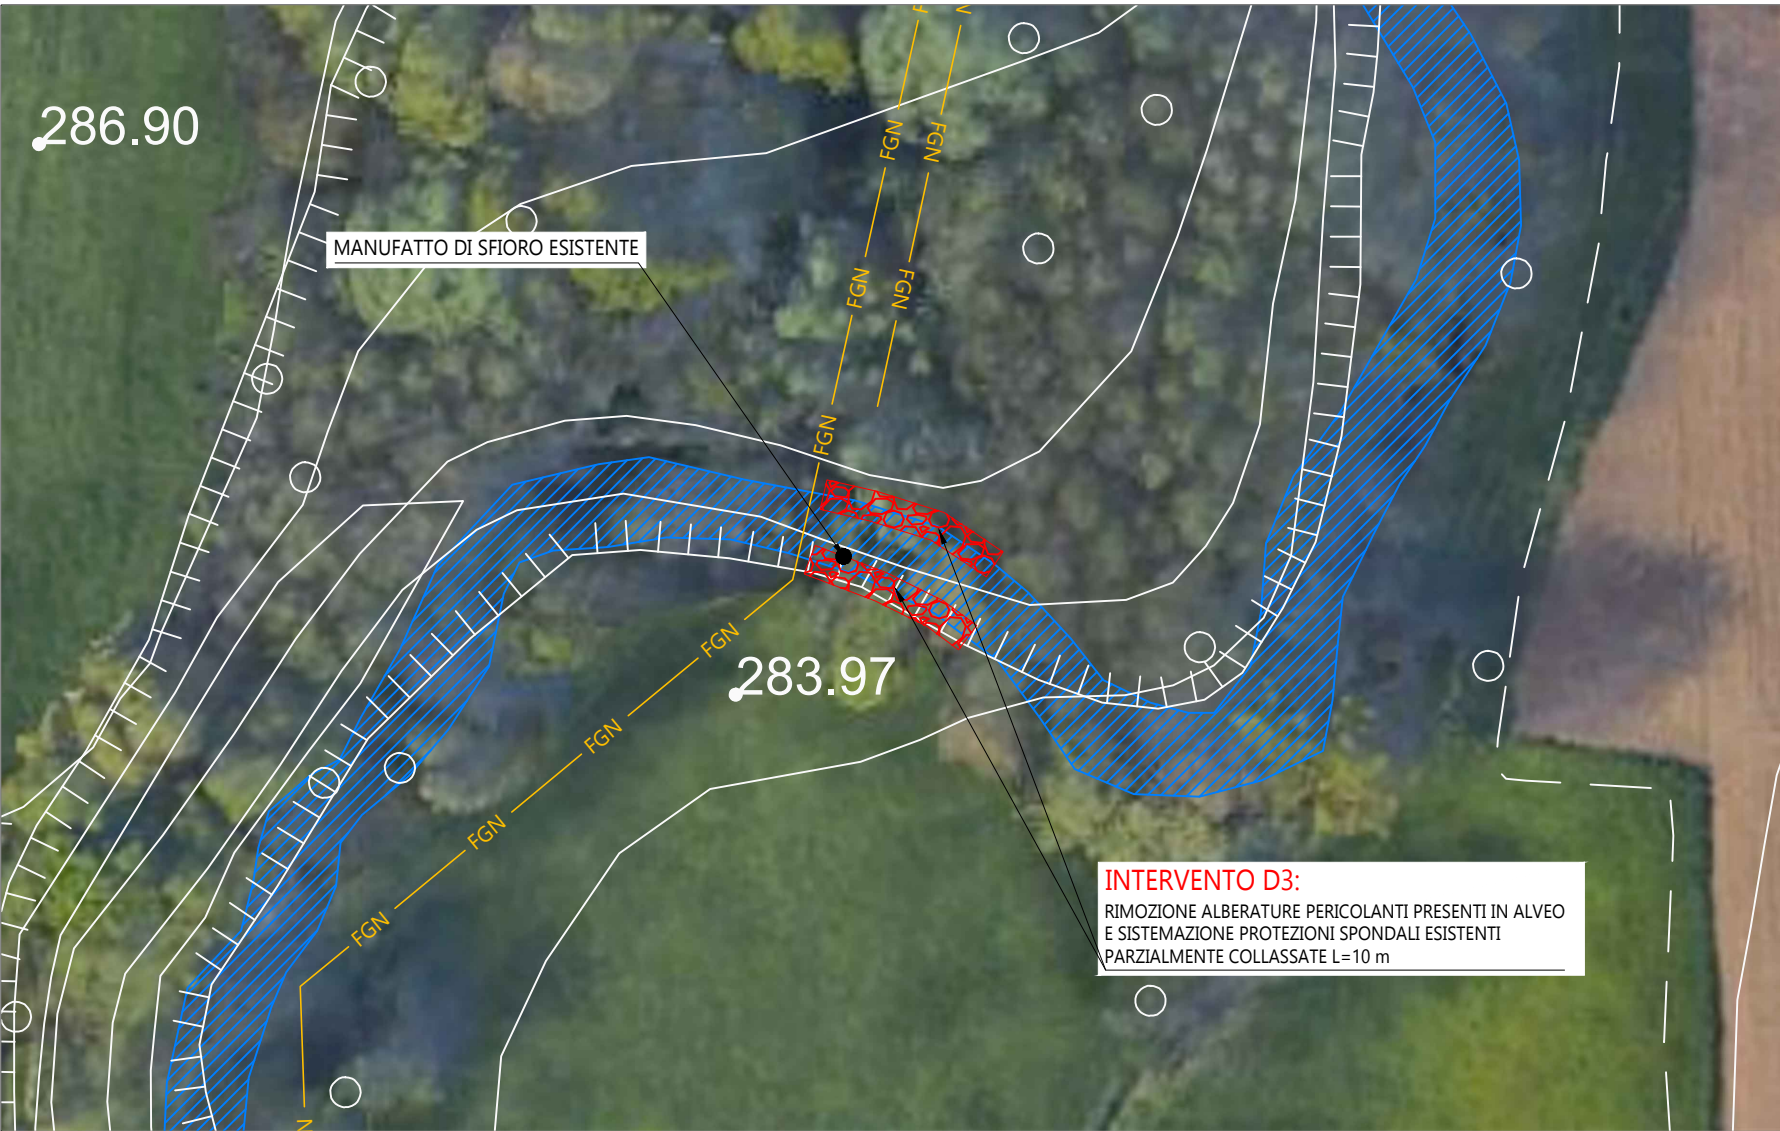 FGN
FGN
286.90
FGN
FGN
MANUFATTO DI SFIORO ESISTENTE
FGN
FGN
FGN
FGN
283.97
FGN
FGN
INTERVENTO D3:
RIMOZIONE ALBERATURE PERICOLANTI PRESENTI IN ALVEO
E SISTEMAZIONE PROTEZIONI SPONDALI ESISTENTI
PARZIALMENTE COLLASSATE L=10 m
FGN
N